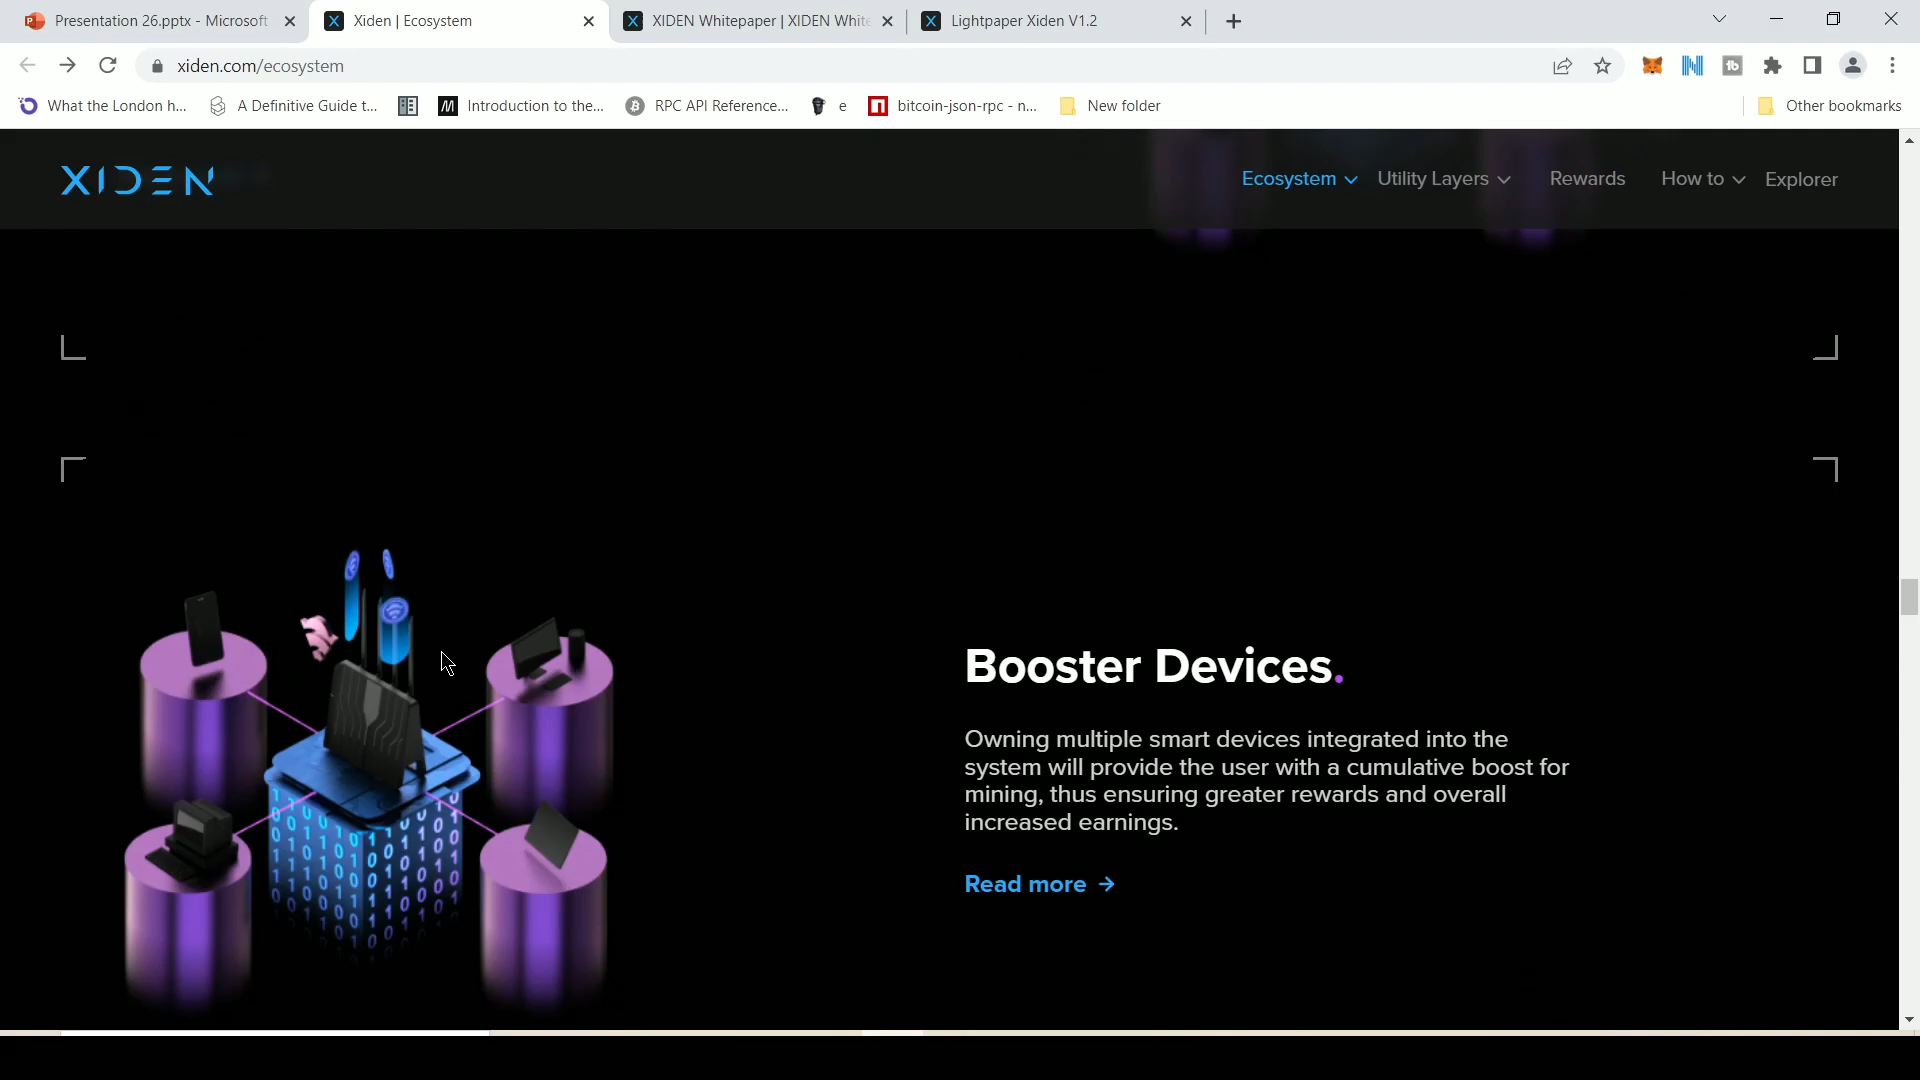 Presentation 26.pptx - Microsoft
Xiden | Ecosystem
XIDEN Whitepaper | XIDEN White
Lightpaper Xiden V1.2
xiden.com/ecosystem
What the London h...
A Definitive Guide t...
Introduction to the...
RPC API Reference...
e
bitcoin-json-rpc - n...
New folder
Other bookmarks
XIDEN
Ecosystem
Utility Layers
Rewards
How to
Explorer
Booster Devices.
Owning multiple smart devices integrated into the
system will provide the user with a cumulative boost for
mining, thus ensuring greater rewards and overall
increased earnings.
Read more →